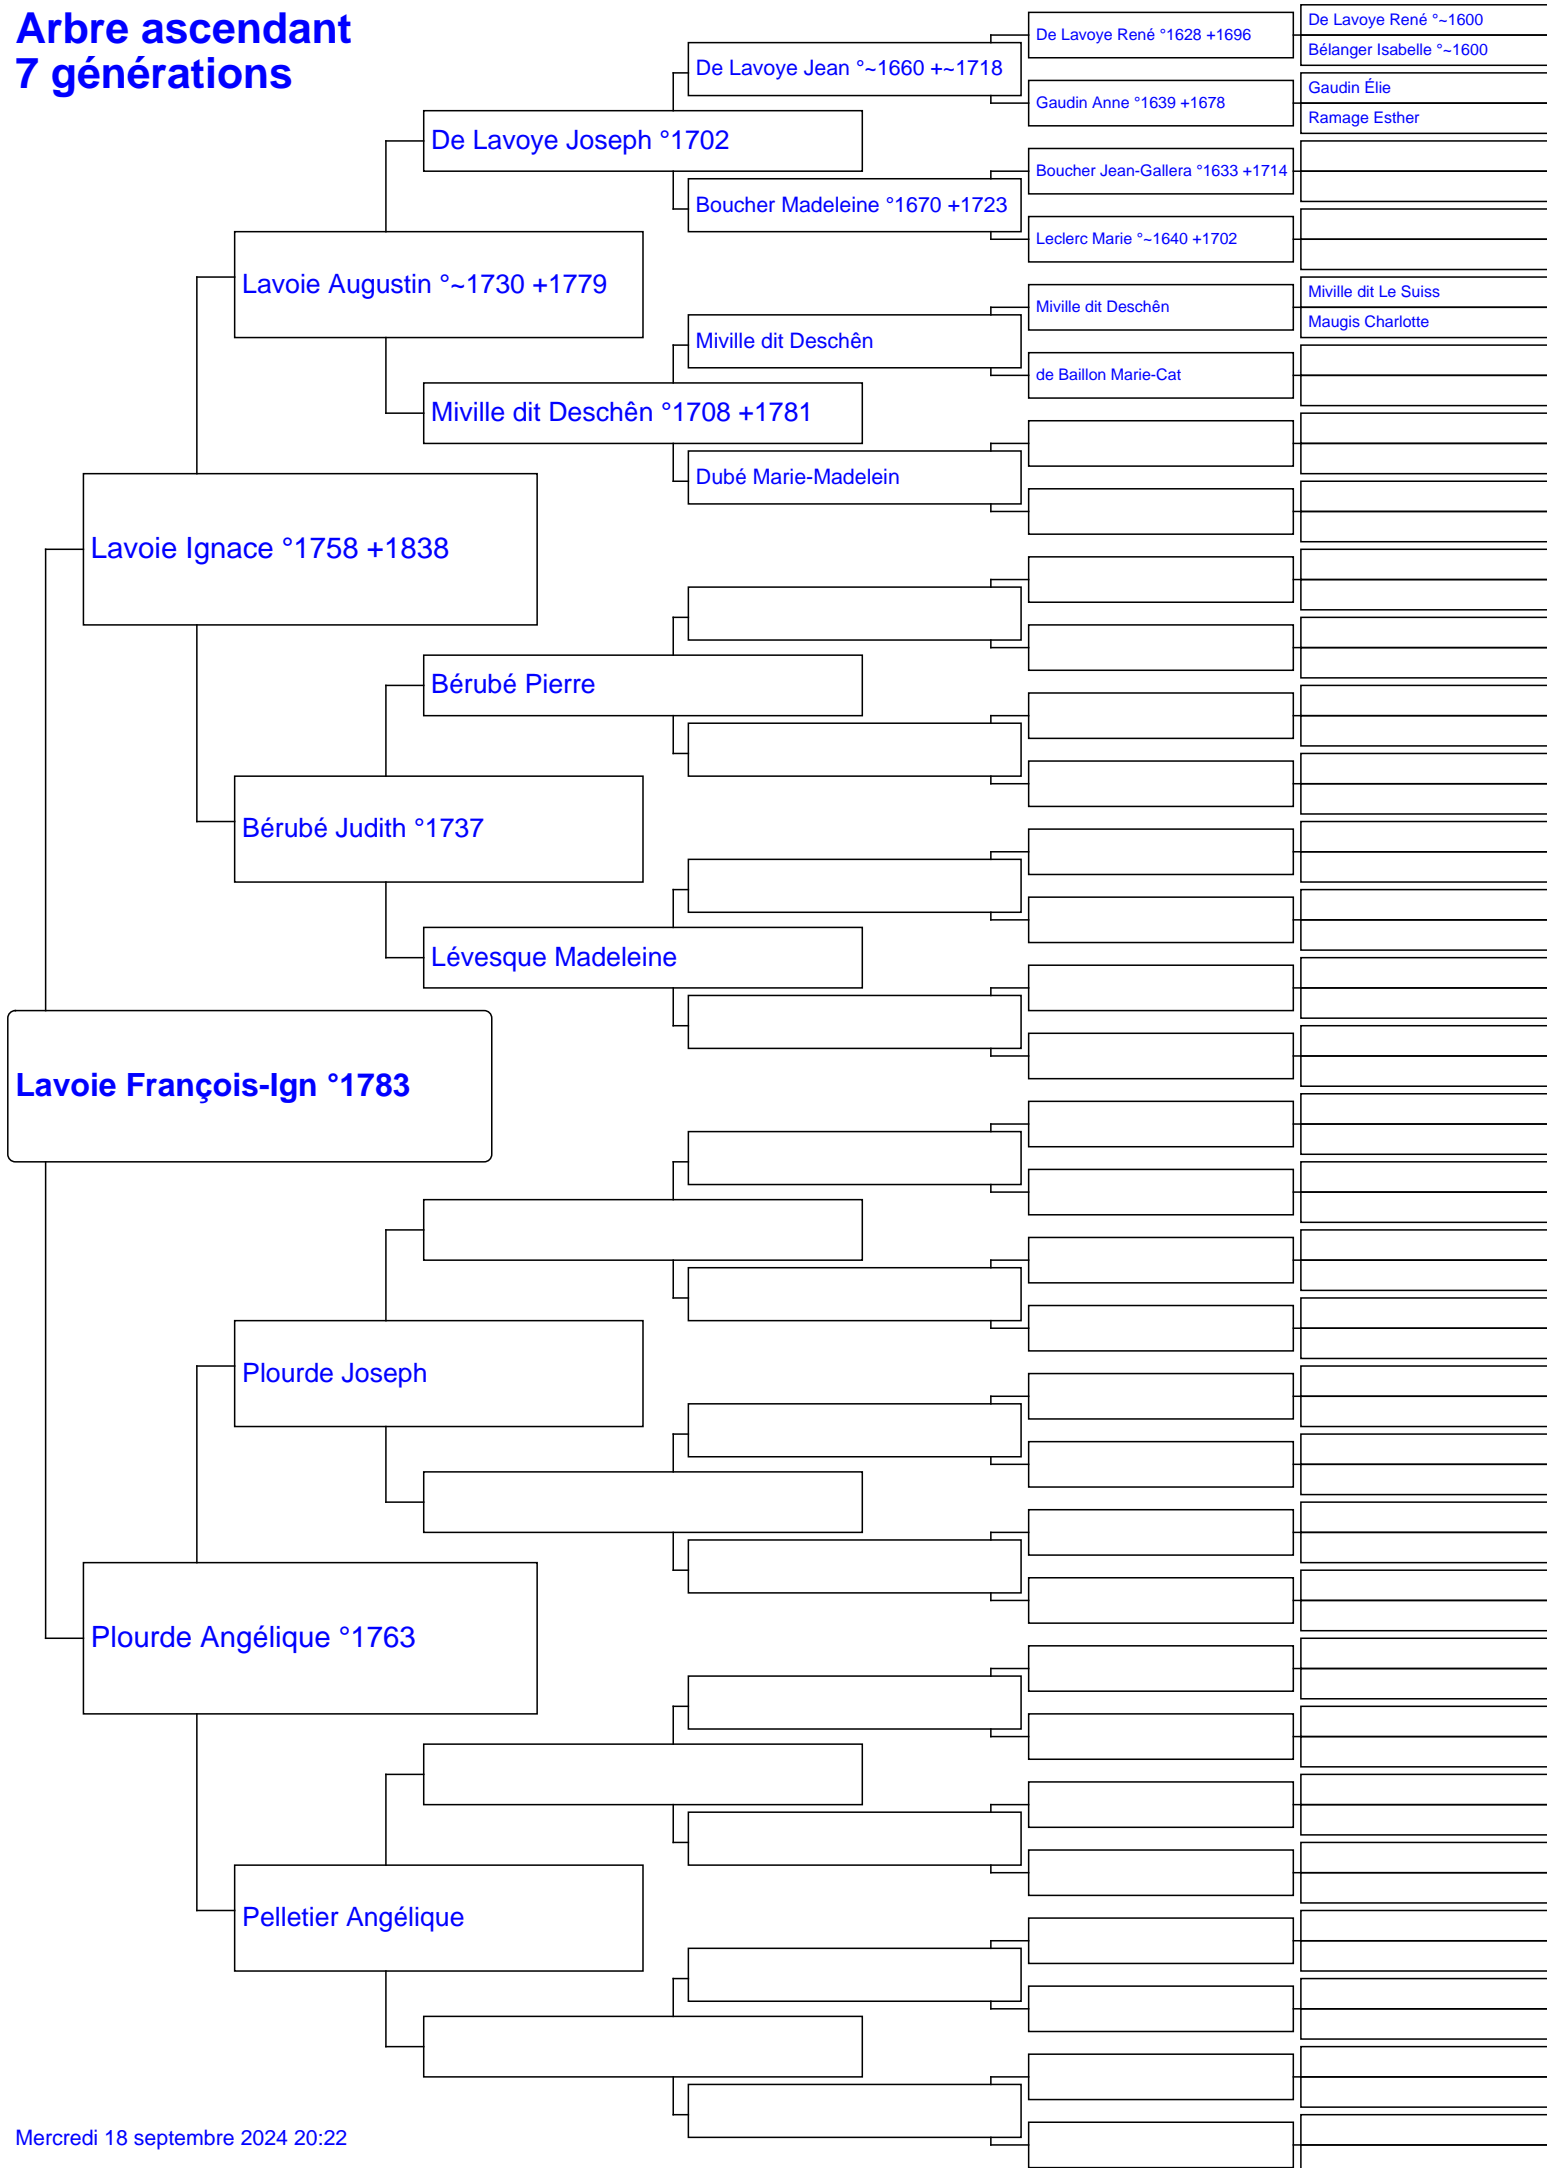 Arbre ascendant
7 générations
De Lavoye René °~1600
Bélanger Isabelle °~1600
De Lavoye René °1628 +1696
De Lavoye Jean °~1660 +~1718
Gaudin Élie
Gaudin Anne °1639 +1678
Ramage Esther
De Lavoye Joseph °1702
Boucher Jean-Gallera °1633 +1714
Boucher Madeleine °1670 +1723
Leclerc Marie °~1640 +1702
Lavoie Augustin °~1730 +1779
Miville dit Le Suiss
Miville dit Deschên
Maugis Charlotte
Miville dit Deschên
de Baillon Marie-Cat
Miville dit Deschên °1708 +1781
Dubé Marie-Madelein
Lavoie Ignace °1758 +1838
Bérubé Pierre
Bérubé Judith °1737
Lévesque Madeleine
Lavoie François-Ign °1783
Plourde Joseph
Plourde Angélique °1763
Pelletier Angélique
Mercredi 18 septembre 2024 20:22